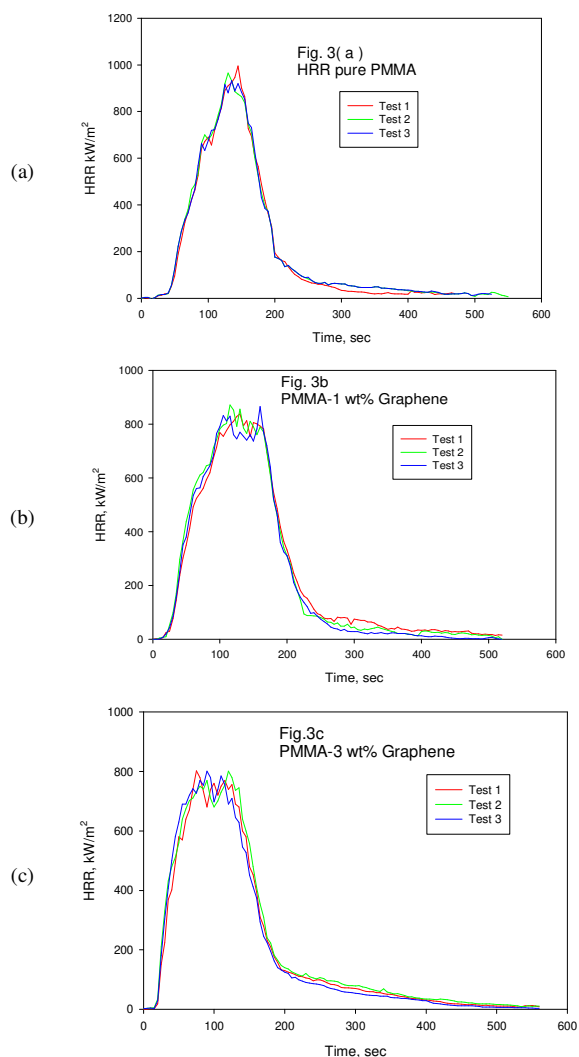 (a)
Fig. 3( a )
HRR pure PMMA
Test 1
Test 2
Test 3
HRR kW/m²
1200
1000
800
600
400
200
0
0 100 200 300 400 500 600
Time, sec
(b)
Fig. 3b
PMMA-1 wt% Graphene
Test 1
Test 2
Test 3
HRR, kW/m²
1000
800
600
400
200
0
0 100 200 300 400 500 600
Time, sec
(c)
Fig.3c
PMMA-3 wt% Graphene
Test 1
Test 2
Test 3
HRR, kW/m²
1000
800
600
400
200
0
0 100 200 300 400 500 600
Time, sec